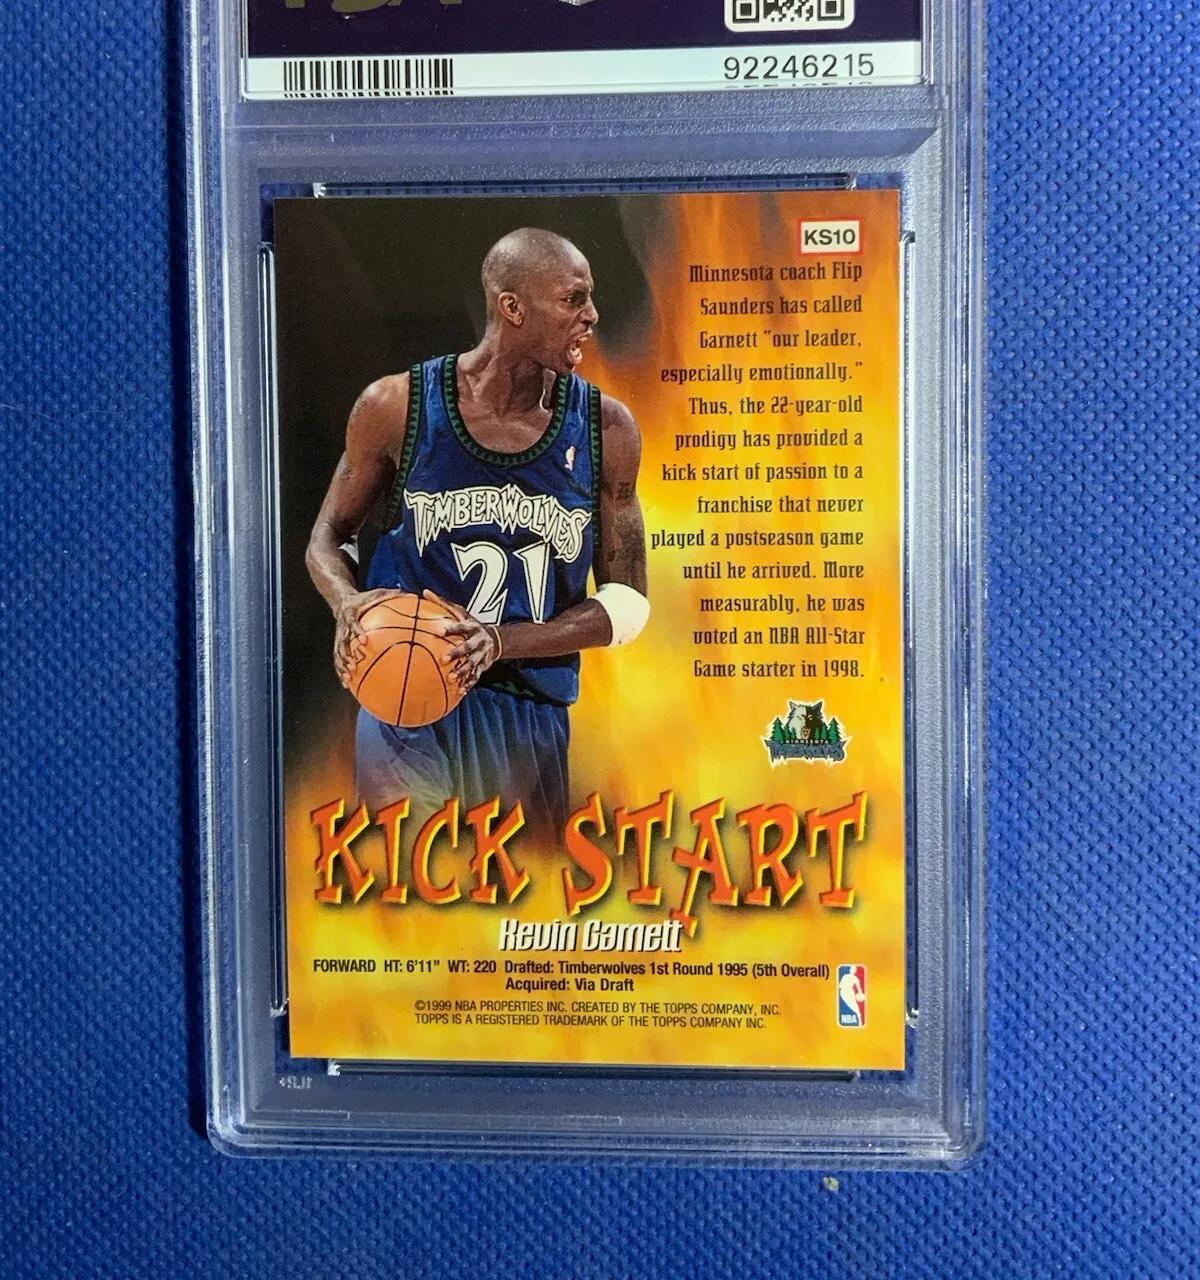 PSA
92246215
KS10
Minnesota coach Flip
Saunders has called
Garnett "our leader,
especially emotionally."
Thus, the 22-year-old
prodigy has provided a
kick start of passion to a
franchise that never
played a postseason game
until he arrived. More
measurably, he was
voted an NBA All-Star
Game starter in 1998.
TIMBERWOLVES
21
MINNESOTA
TIMBERWOLVES
KICK START
Kevin Garnett
FORWARD HT: 6'11" WT: 220 Drafted: Timberwolves 1st Round 1995 (5th Overall)
Acquired: Via Draft
©1999 NBA PROPERTIES INC. CREATED BY THE TOPPS COMPANY, INC.
TOPPS IS A REGISTERED TRADEMARK OF THE TOPPS COMPANY INC.
NBA